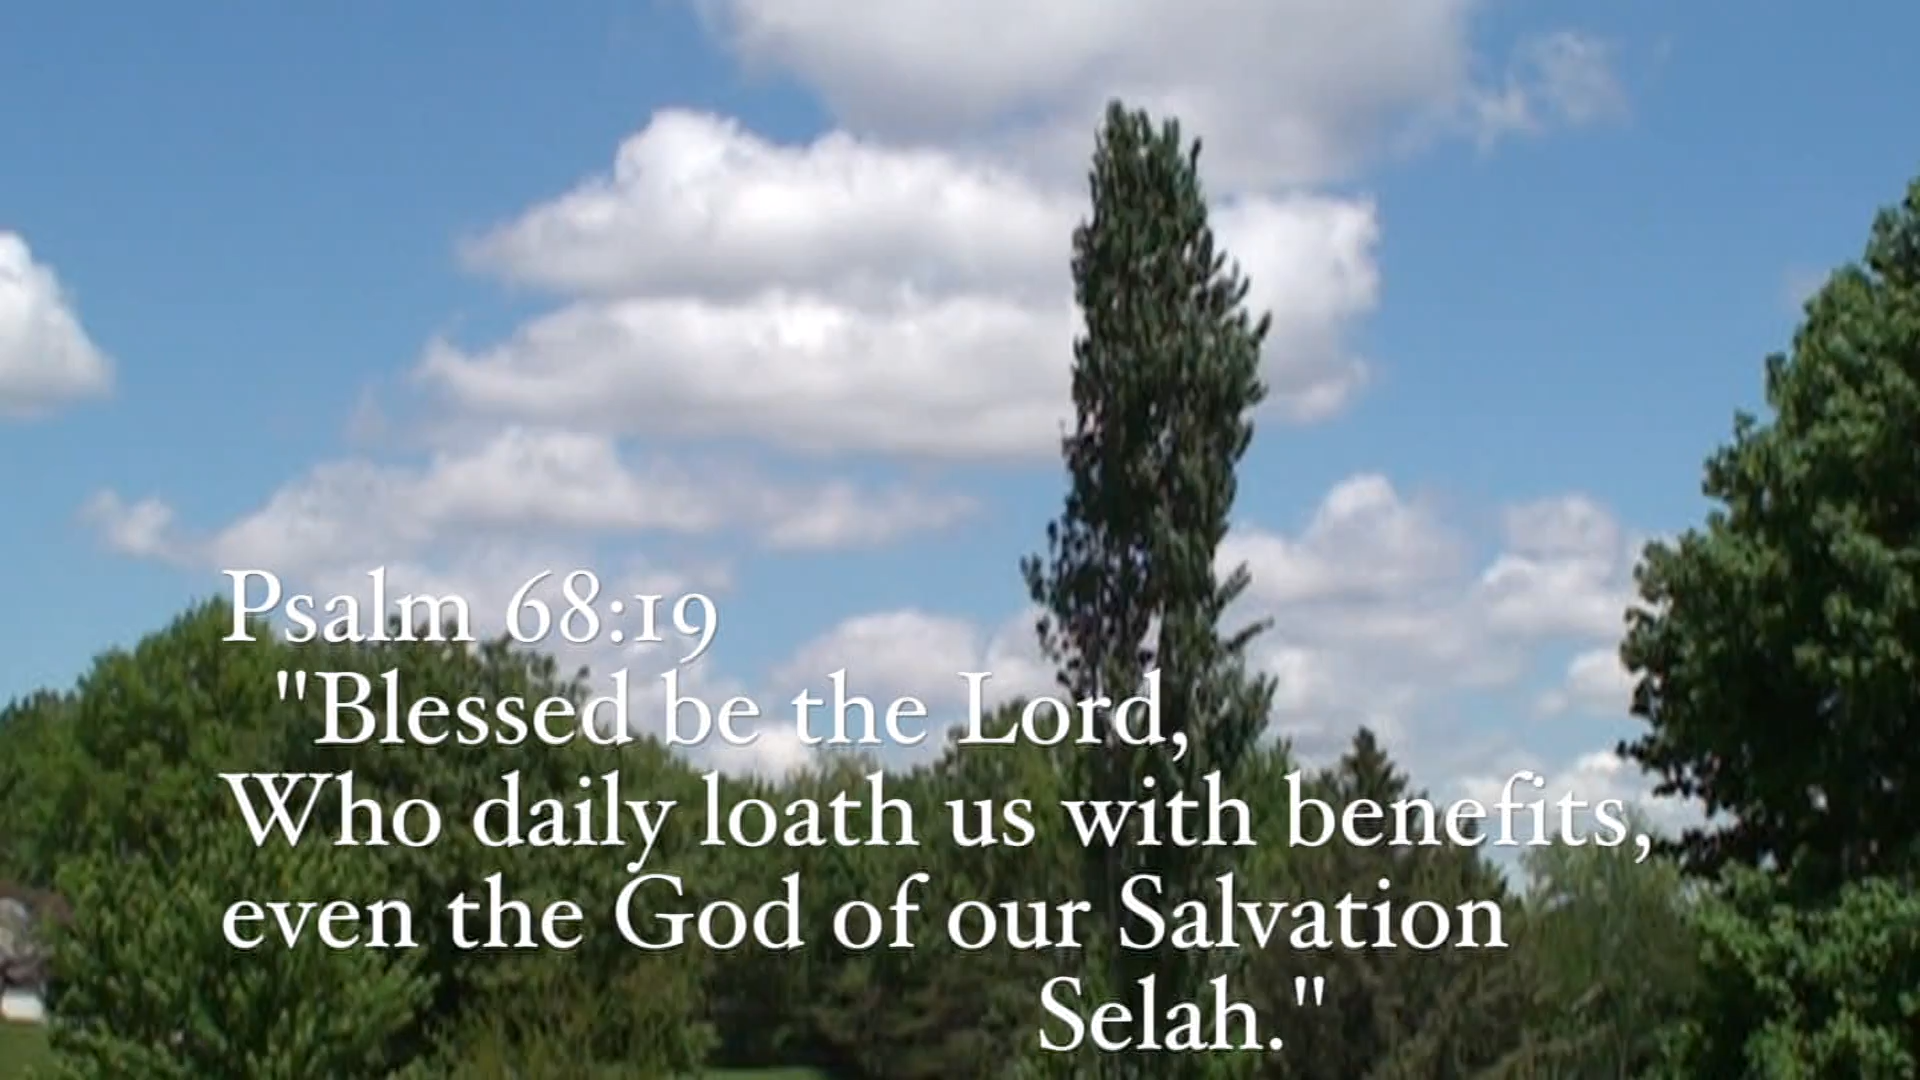 Psalm 68:19
"Blessed be the Lord,
Who daily loath us with benefits,
even the God of our Salvation
Selah."